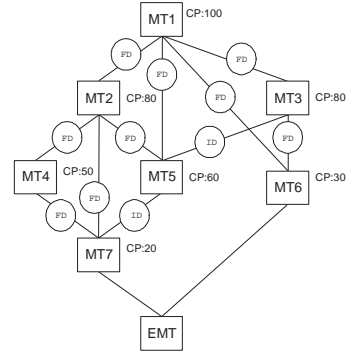 MT1 CP:100
FD FD FD FD
MT2 CP:80 MT3 CP:80
FD FD ID FD
MT4 CP:50 MT5 CP:60 MT6 CP:30
FD FD ID
MT7 CP:20
EMT